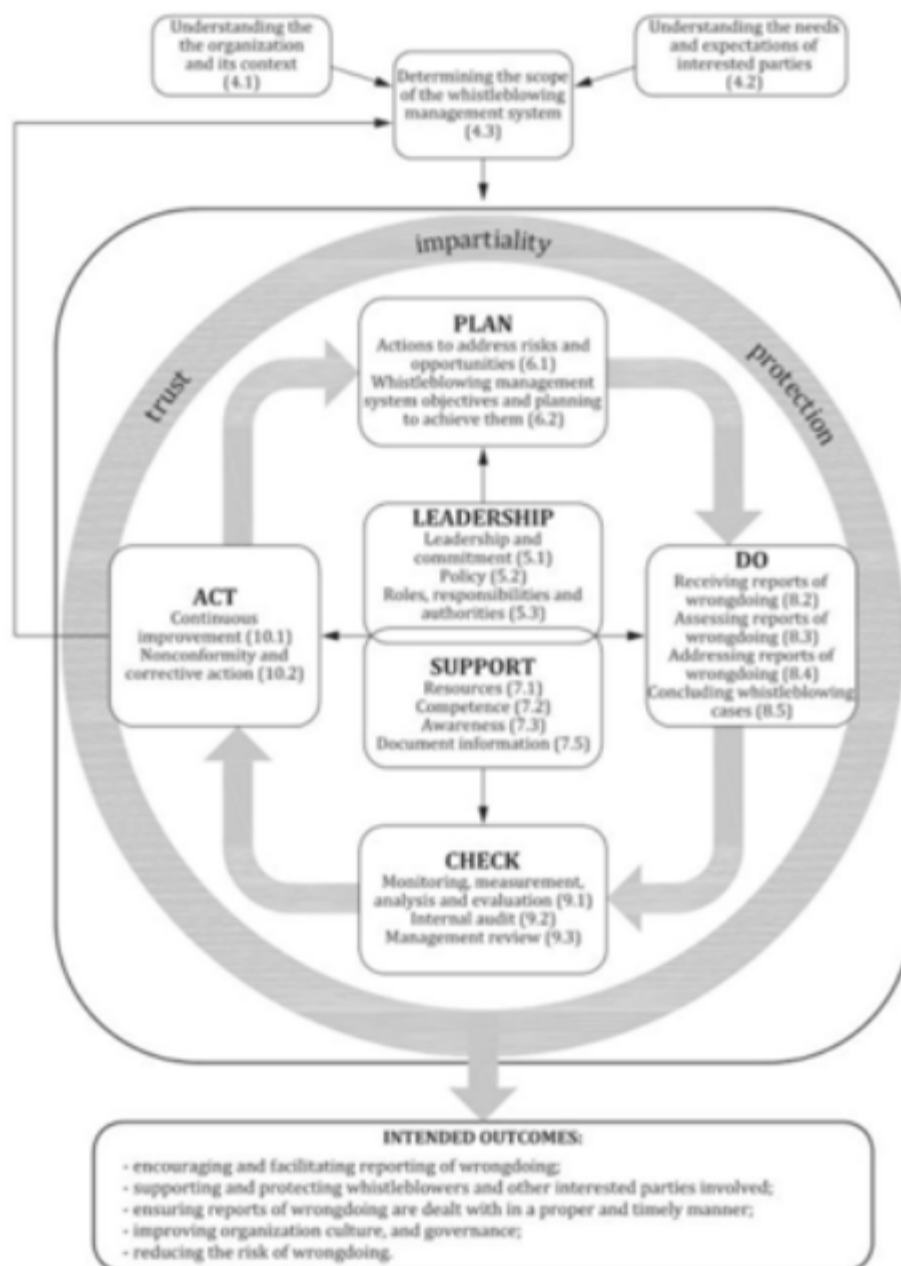 Understanding the
the organization
and its context
(4.1)
Understanding the needs
and expectations of
interested parties
(4.2)
Determining the scope
of the whistleblowing
management system
(4.3)
impartiality
trust
protection
PLAN
Actions to address risks and
opportunities (6.1)
Whistleblowing management
system objectives and planning
to achieve them (6.2)
LEADERSHIP
Leadership and
commitment (5.1)
Policy (5.2)
Roles, responsibilities and
authorities (5.3)
ACT
Continuous
improvement (10.1)
Nonconformity and
corrective action (10.2)
DO
Receiving reports of
wrongdoing (8.2)
Assessing reports of
wrongdoing (8.3)
Addressing reports of
wrongdoing (8.4)
Concluding whistleblowing
cases (8.5)
SUPPORT
Resources (7.1)
Competence (7.2)
Awareness (7.3)
Document information (7.5)
CHECK
Monitoring, measurement,
analysis and evaluation (9.1)
Internal audit (9.2)
Management review (9.3)
INTENDED OUTCOMES:
- encouraging and facilitating reporting of wrongdoing;
- supporting and protecting whistleblowers and other interested parties involved;
- ensuring reports of wrongdoing are dealt with in a proper and timely manner;
- improving organization culture, and governance;
- reducing the risk of wrongdoing.